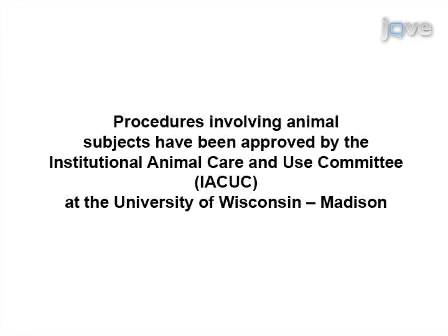 jove
Procedures involving animal
subjects have been approved by the
Institutional Animal Care and Use Committee
(IACUC)
at the University of Wisconsin – Madison